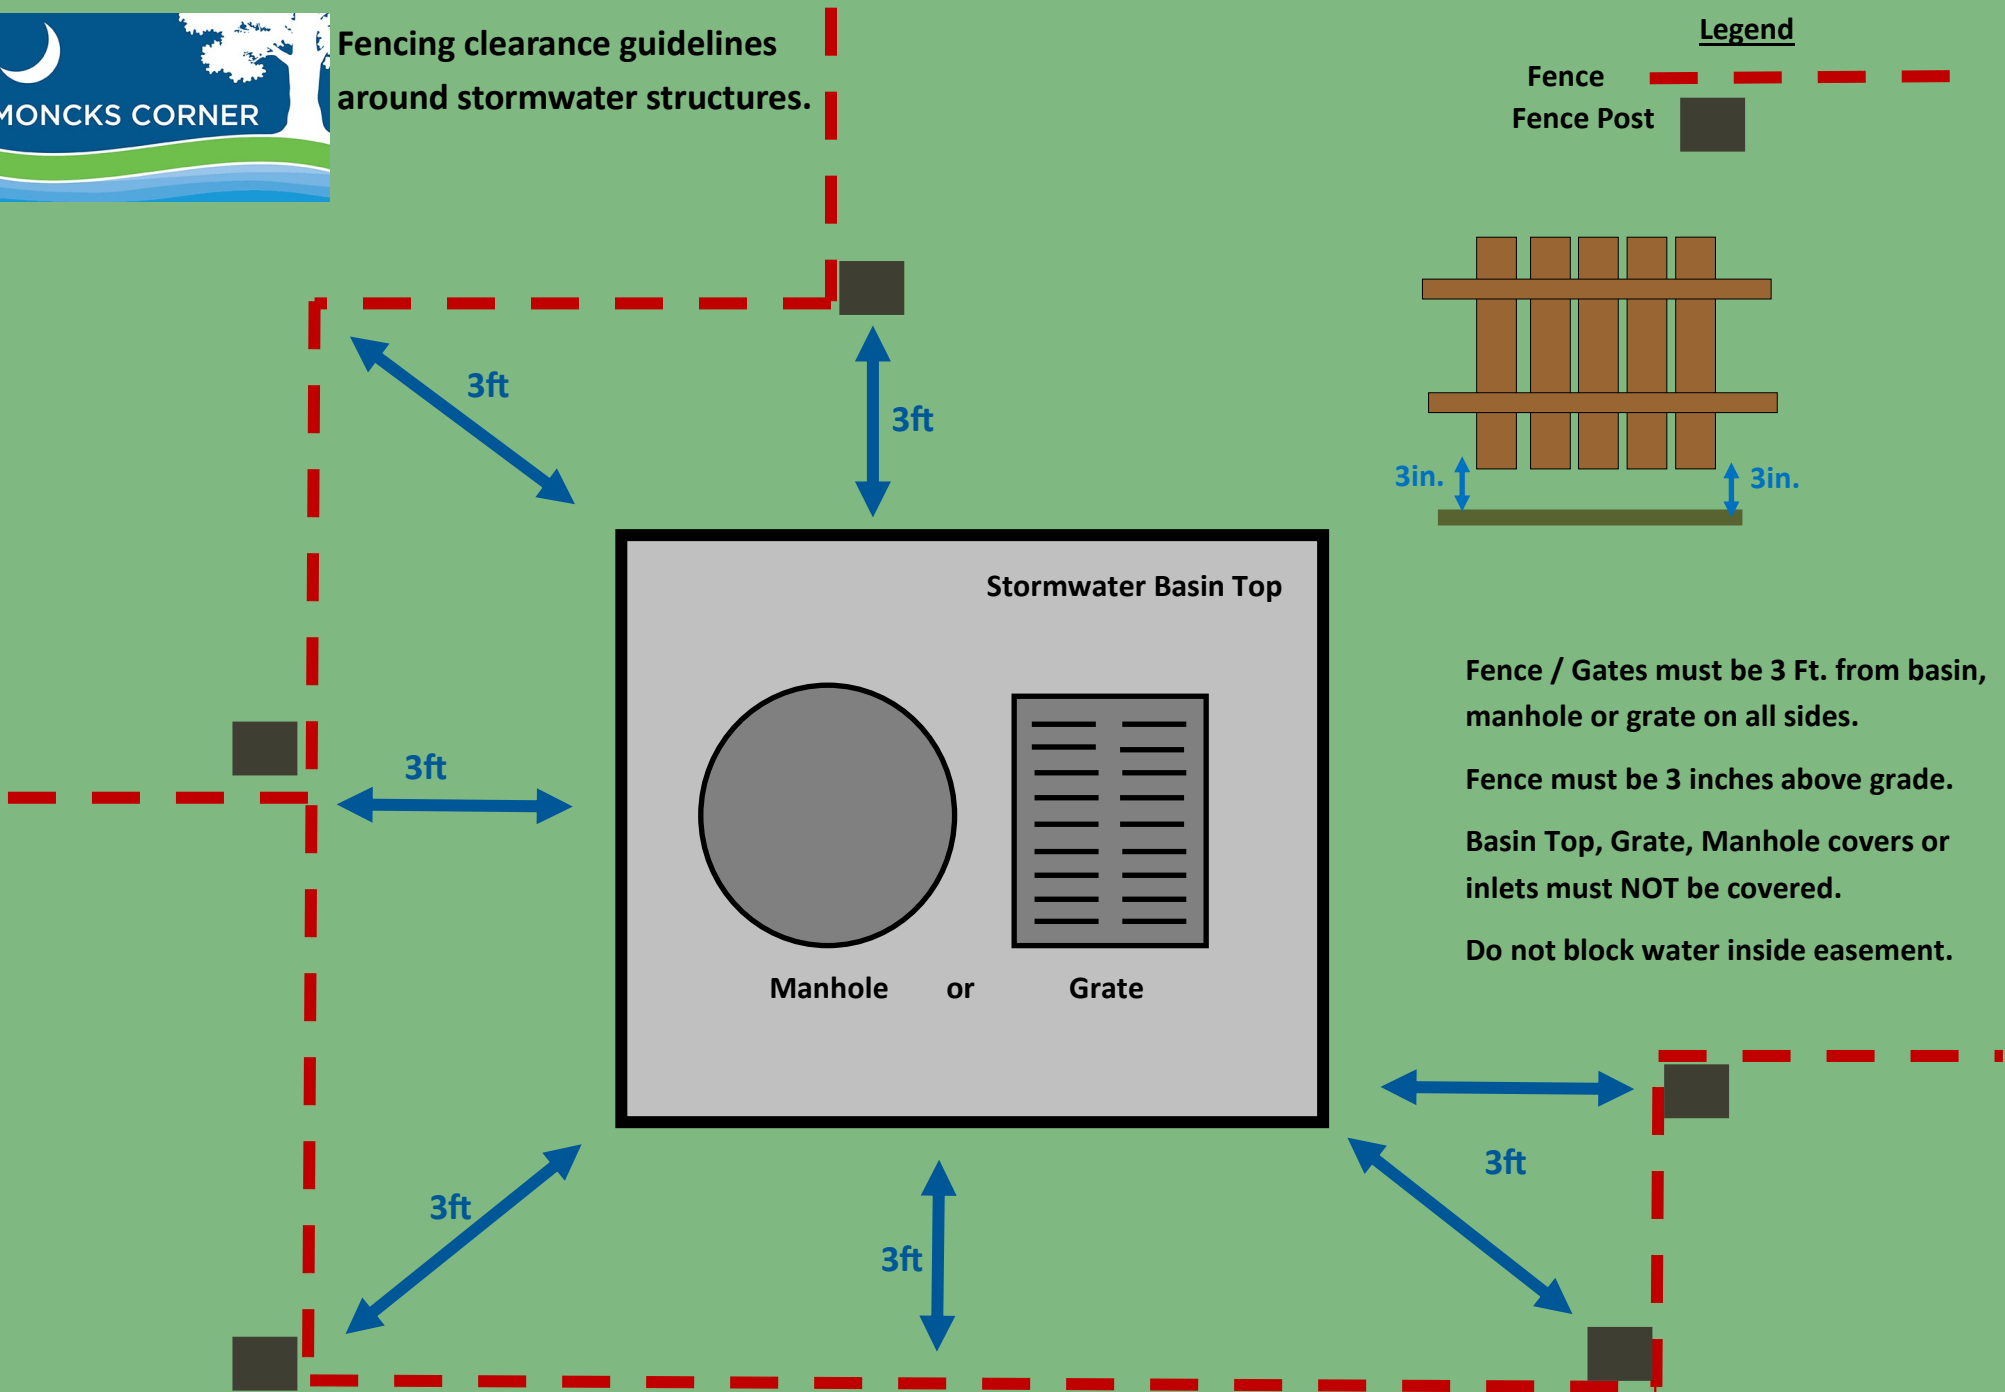 MONCKS CORNER
Fencing clearance guidelines
around stormwater structures.
Legend
Fence
Fence Post
3ft
3ft
3in.
3in.
Stormwater Basin Top
Fence / Gates must be 3 Ft. from basin,
manhole or grate on all sides.
Fence must be 3 inches above grade.
Basin Top, Grate, Manhole covers or
inlets must NOT be covered.
Do not block water inside easement.
3ft
Manhole or Grate
3ft
3ft
3ft